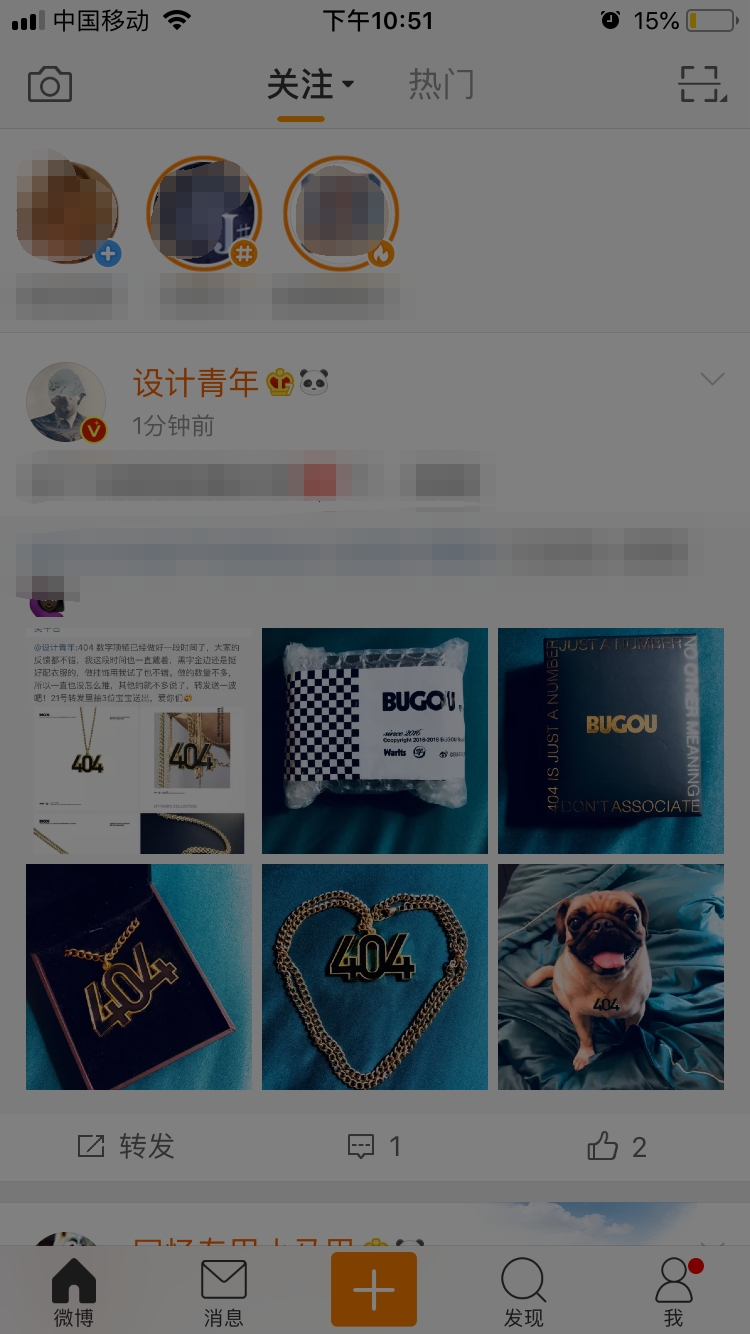 中国移动
下午10:51
15%
关注
热门
J#
设计青年
1分钟前
@设计青年:404 数字项链已经做好一段时间了，大家的
反馈都不错，我这段时间也一直戴着，黑字金边还是挺
好配衣服的，做挂饰用我试了也不错，做的数量不多，
所以一直也没怎么推，其他的就不多说了，转发送一波
吧！21号转发里抽3位宝宝送出，爱你们
404
404
BUGOU
since 2016
Warlts
JUST A NUMBER
NO OTHER MEANING
404 IS JUST A NUMBER
BUGOU
DON'T ASSOCIATE
404
404
404
转发
1
2
微博
消息
发现
我